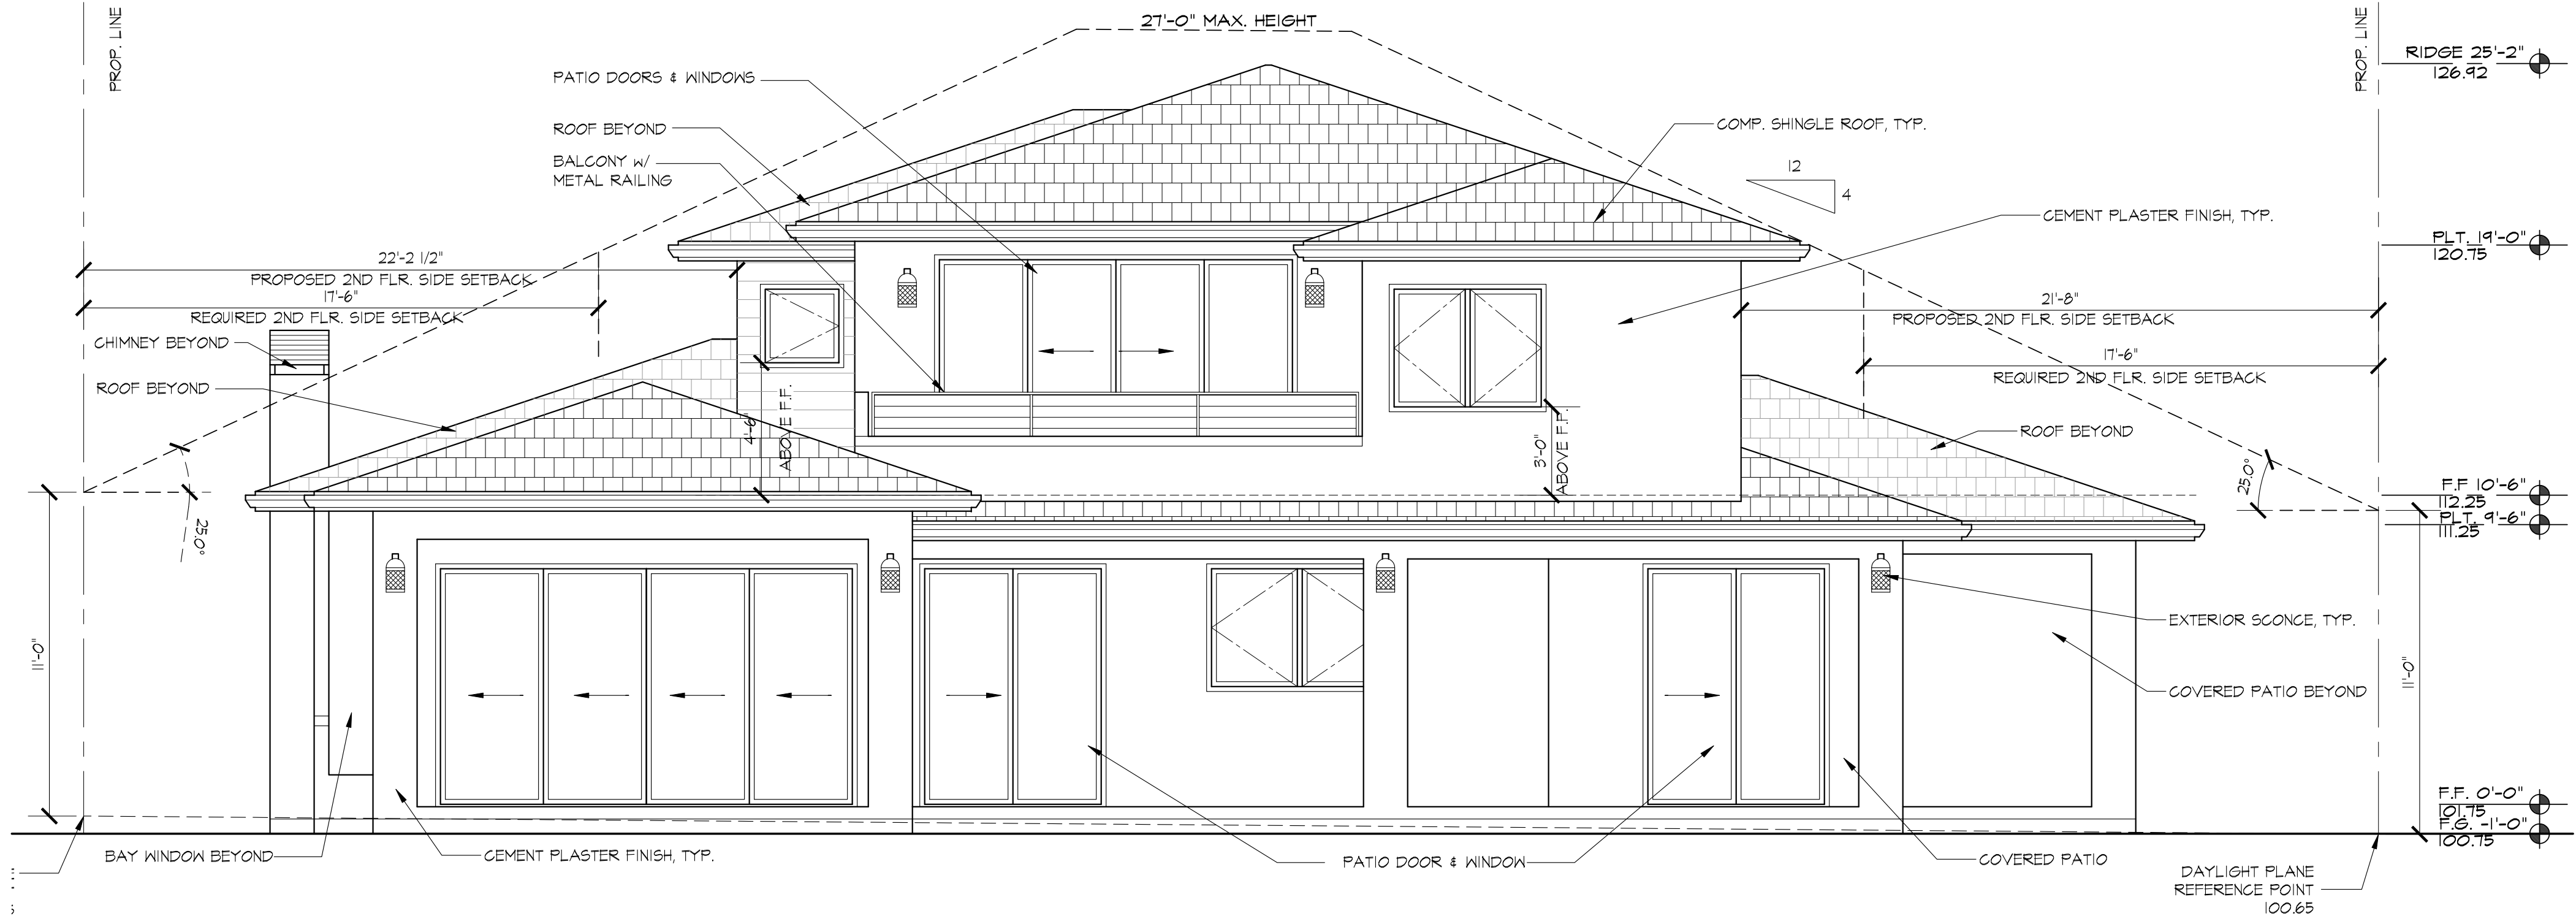 27'-0" MAX. HEIGHT
PROP. LINE
PROP. LINE
RIDGE 25'-2"
126.92
PATIO DOORS & WINDOWS
ROOF BEYOND
BALCONY W/
METAL RAILING
COMP. SHINGLE ROOF, TYP.
12
4
CEMENT PLASTER FINISH, TYP.
PLT. 19'-0"
120.75
22'-2 1/2"
PROPOSED 2ND FLR. SIDE SETBACK
17'-6"
REQUIRED 2ND FLR. SIDE SETBACK
21'-8"
PROPOSED 2ND FLR. SIDE SETBACK
17'-6"
REQUIRED 2ND FLR. SIDE SETBACK
CHIMNEY BEYOND
ROOF BEYOND
4'-6"
ABOVE F.F.
3'-0"
ABOVE F.F.
ROOF BEYOND
25.0°
25.0°
F.F 10'-6"
112.25
PLT. 9'-6"
111.25
11'-0"
11'-0"
EXTERIOR SCONCE, TYP.
COVERED PATIO BEYOND
F.F. 0'-0"
101.75
F.G. -1'-0"
100.75
BAY WINDOW BEYOND
CEMENT PLASTER FINISH, TYP.
PATIO DOOR & WINDOW
COVERED PATIO
DAYLIGHT PLANE
REFERENCE POINT
100.65